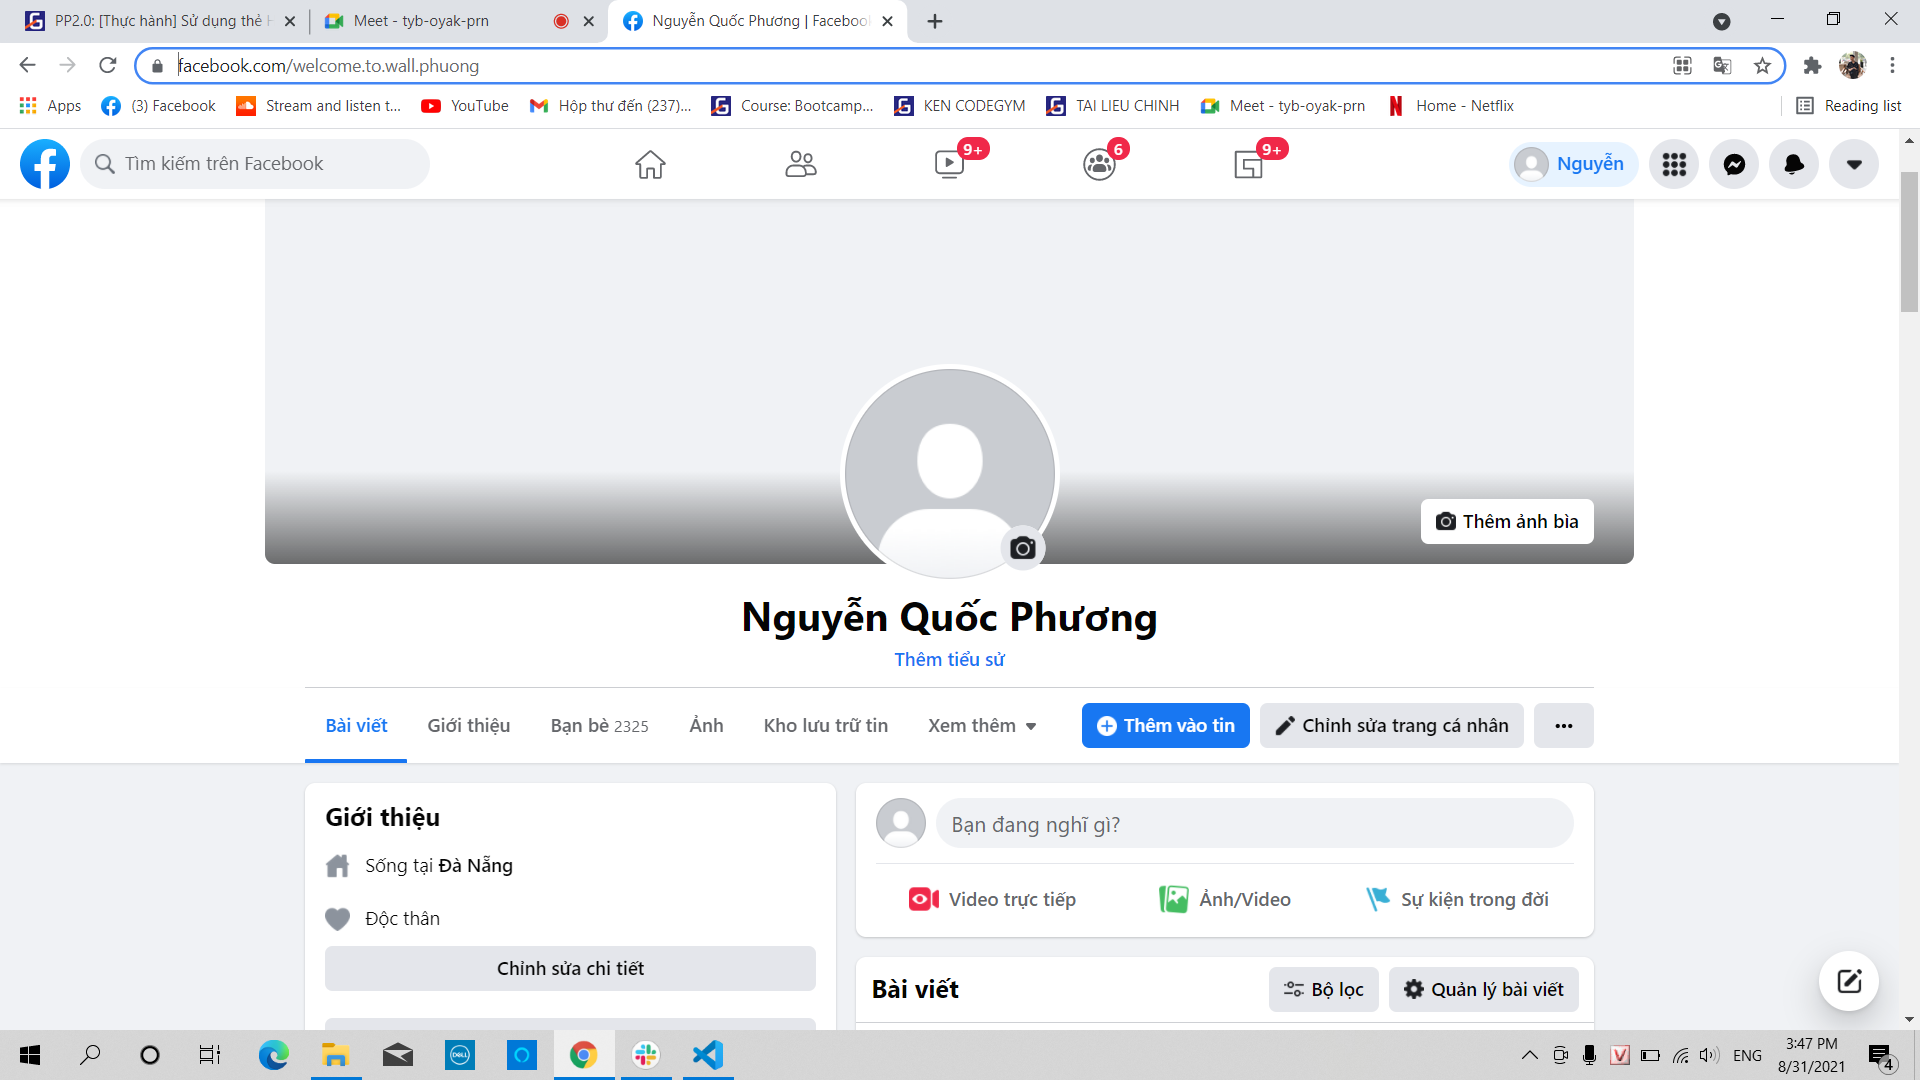 PP2.0: [Thực hành] Sử dụng thẻ
Meet - tyb-oyak-prn
Nguyễn Quốc Phương | Facebook
facebook.com/welcome.to.wall.phuong
Apps
(3) Facebook
Stream and listen t...
YouTube
Hộp thư đến (237)...
Course: Bootcamp...
KEN CODEGYM
TAI LIEU CHINH
Meet - tyb-oyak-prn
Home - Netflix
Reading list
Tìm kiếm trên Facebook
9+
6
9+
Nguyễn
Thêm ảnh bìa
Nguyễn Quốc Phương
Thêm tiểu sử
Bài viết
Giới thiệu
Bạn bè 2325
Ảnh
Kho lưu trữ tin
Xem thêm
Thêm vào tin
Chỉnh sửa trang cá nhân
Giới thiệu
Sống tại Đà Nẵng
Độc thân
Chỉnh sửa chi tiết
Bạn đang nghĩ gì?
Video trực tiếp
Ảnh/Video
Sự kiện trong đời
Bài viết
Bộ lọc
Quản lý bài viết
DELL
V
ENG
3:47 PM
8/31/2021
4